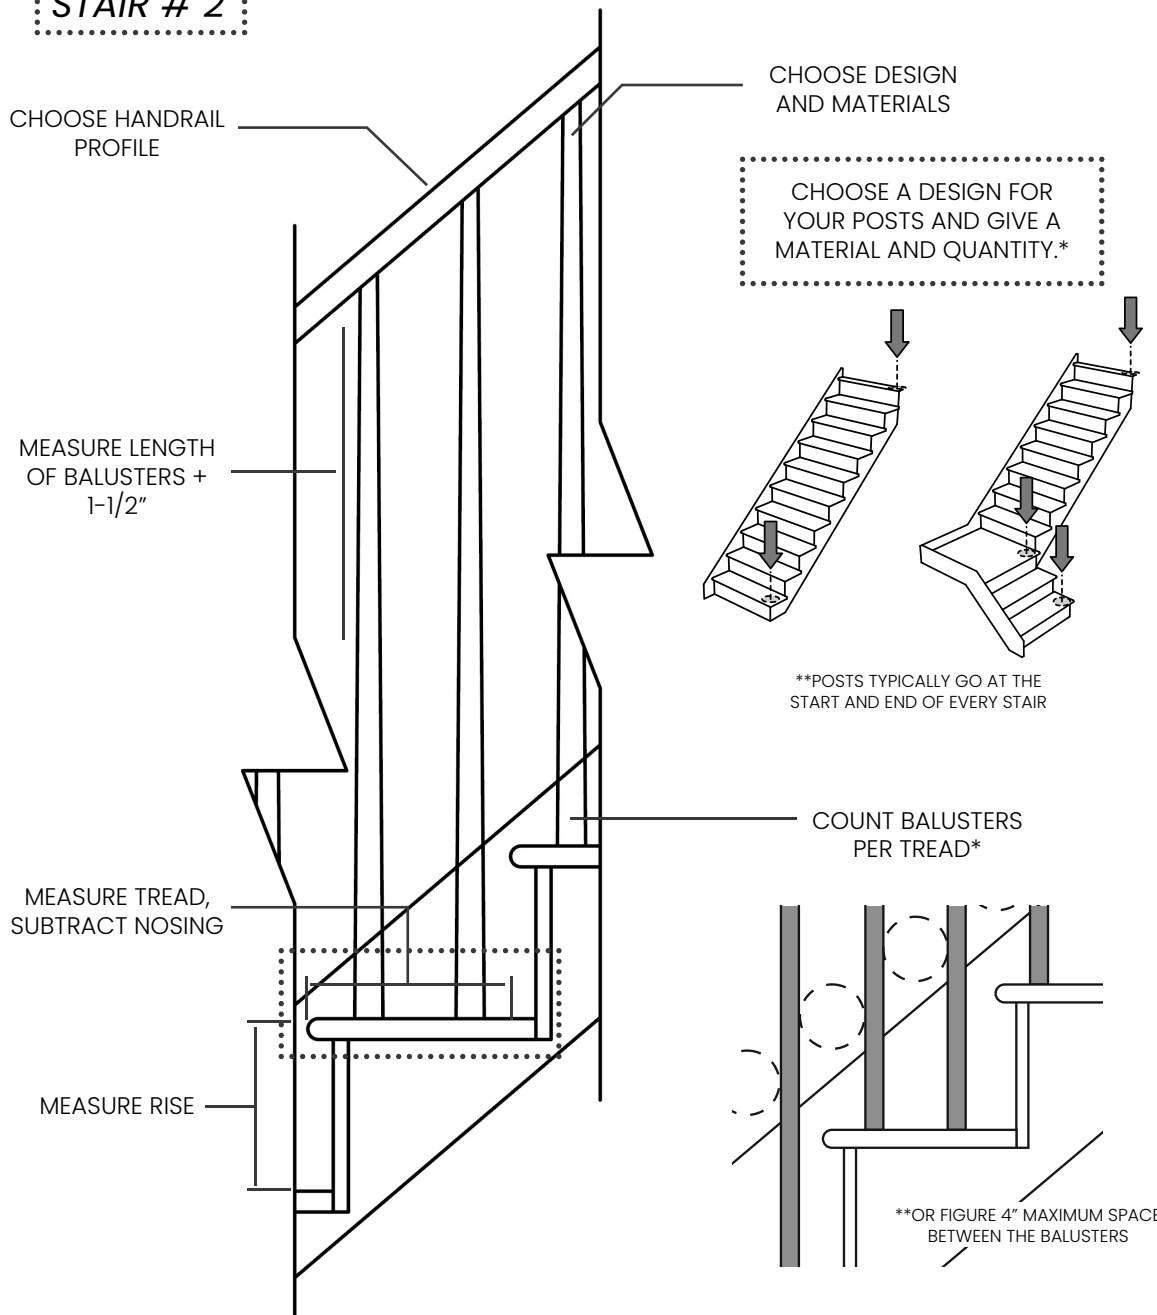 STAIR # 2
CHOOSE DESIGN
AND MATERIALS
CHOOSE HANDRAIL
PROFILE
CHOOSE A DESIGN FOR
YOUR POSTS AND GIVE A
MATERIAL AND QUANTITY.*
MEASURE LENGTH
OF BALUSTERS +
1-1/2”
**POSTS TYPICALLY GO AT THE
START AND END OF EVERY STAIR
COUNT BALUSTERS
PER TREAD*
MEASURE TREAD,
SUBTRACT NOSING
MEASURE RISE
**OR FIGURE 4” MAXIMUM SPACE
BETWEEN THE BALUSTERS